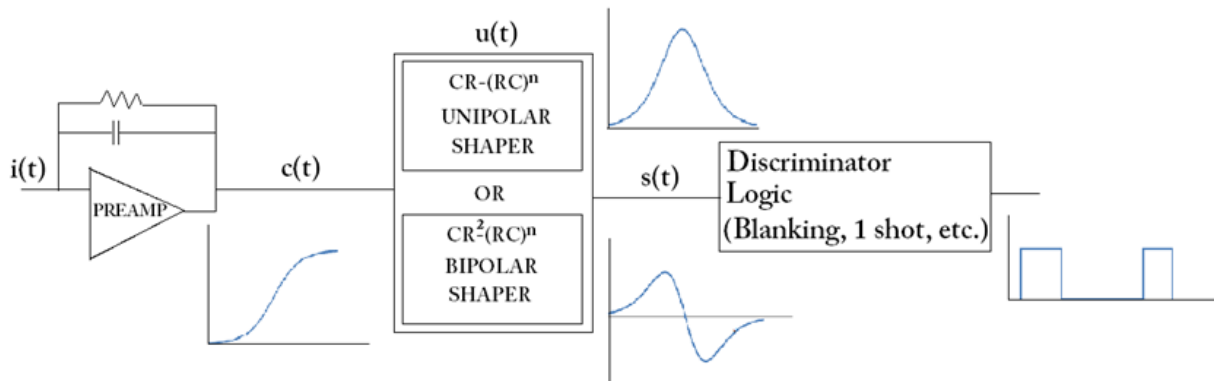 u(t)
CR-(RC)ⁿ
UNIPOLAR
SHAPER
i(t)
PREAMP
c(t)
OR
s(t)
Discriminator
Logic
(Blanking, 1 shot, etc.)
CR²-(RC)ⁿ
BIPOLAR
SHAPER